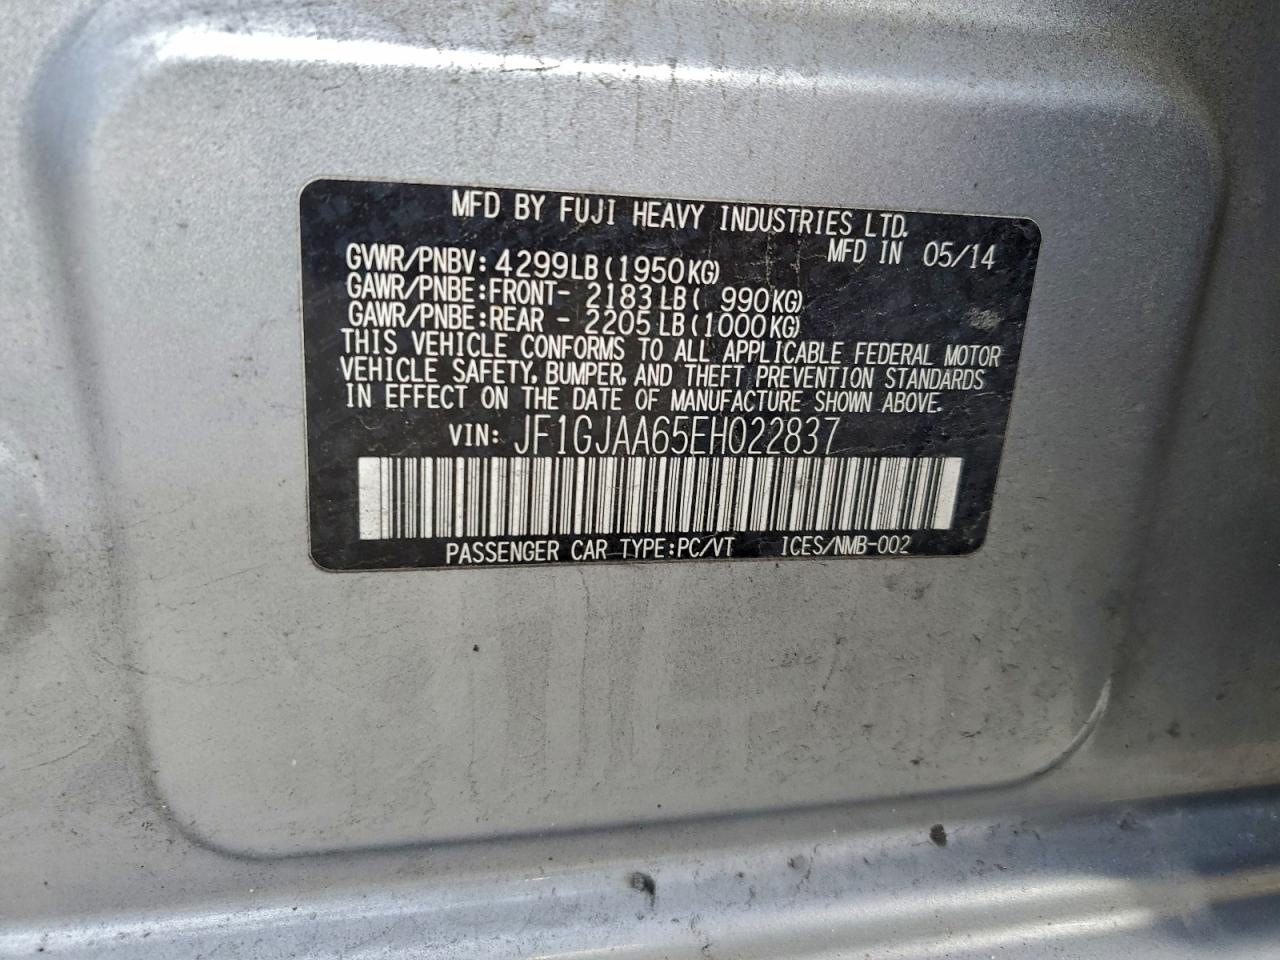 MFD BY FUJI HEAVY INDUSTRIES LTD.
MFD IN 05/14
GVWR/PNBV: 4299LB(1950KG)
GAWR/PNBE:FRONT- 2183LB( 990KG)
GAWR/PNBE:REAR - 2205LB(1000KG)
THIS VEHICLE CONFORMS TO ALL APPLICABLE FEDERAL MOTOR
VEHICLE SAFETY, BUMPER, AND THEFT PREVENTION STANDARDS
IN EFFECT ON THE DATE OF MANUFACTURE SHOWN ABOVE.
VIN: JF1GJAA65EH022837
PASSENGER CAR TYPE:PC/VT ICES/NMB-002